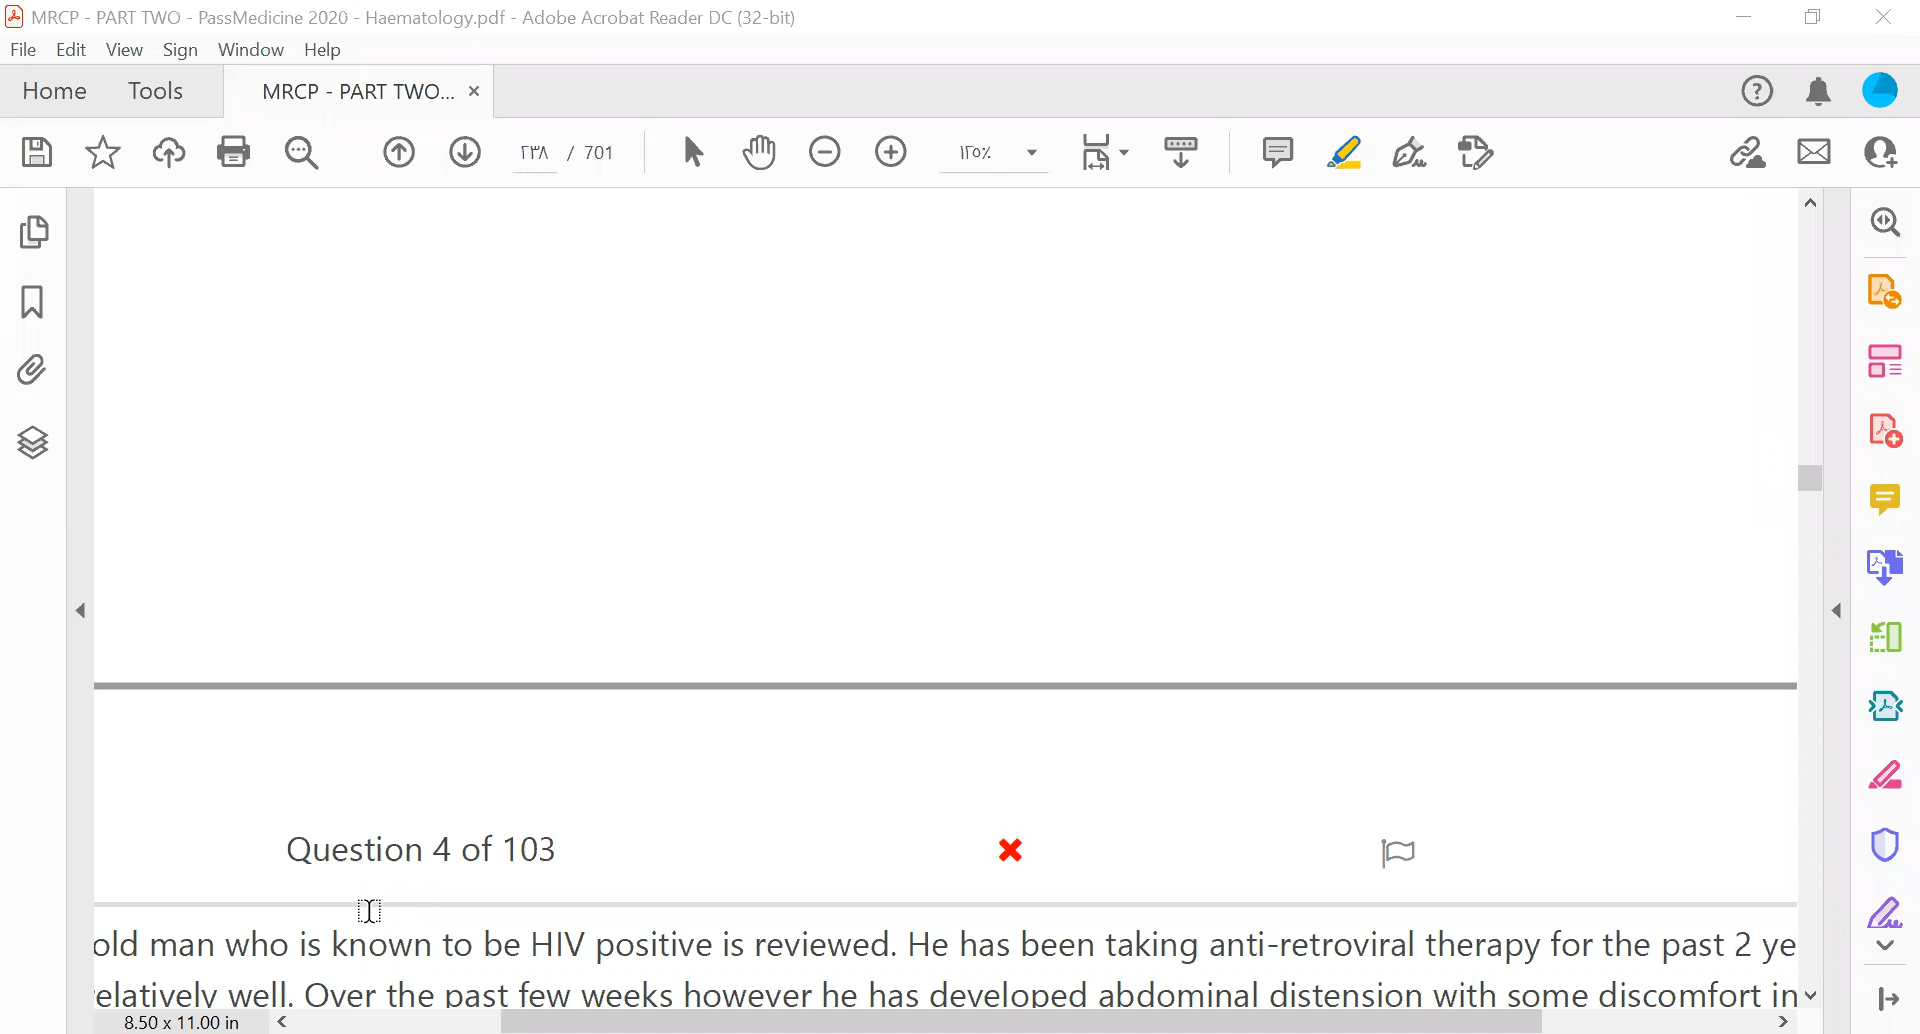 MRCP - PART TWO - PassMedicine 2020 - Haematology.pdf - Adobe Acrobat Reader DC (32-bit)
File Edit View Sign Window Help
Home Tools MRCP - PART TWO...
٢٣٨ / 701 ١٢٥٪
Question 4 of 103
old man who is known to be HIV positive is reviewed. He has been taking anti-retroviral therapy for the past 2 ye
elatively well. Over the past few weeks however he has developed abdominal distension with some discomfort in
8.50 x 11.00 in